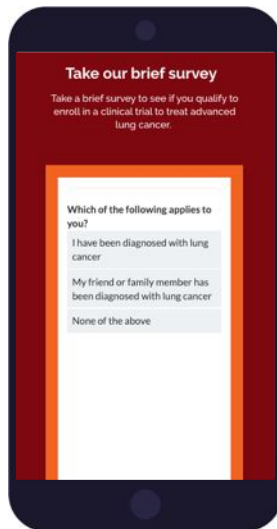 Take our brief survey
Take a brief survey to see if you qualify to
enroll in a clinical trial to treat advanced
lung cancer.
Which of the following applies to
you?
I have been diagnosed with lung
cancer
My friend or family member has
been diagnosed with lung cancer
None of the above